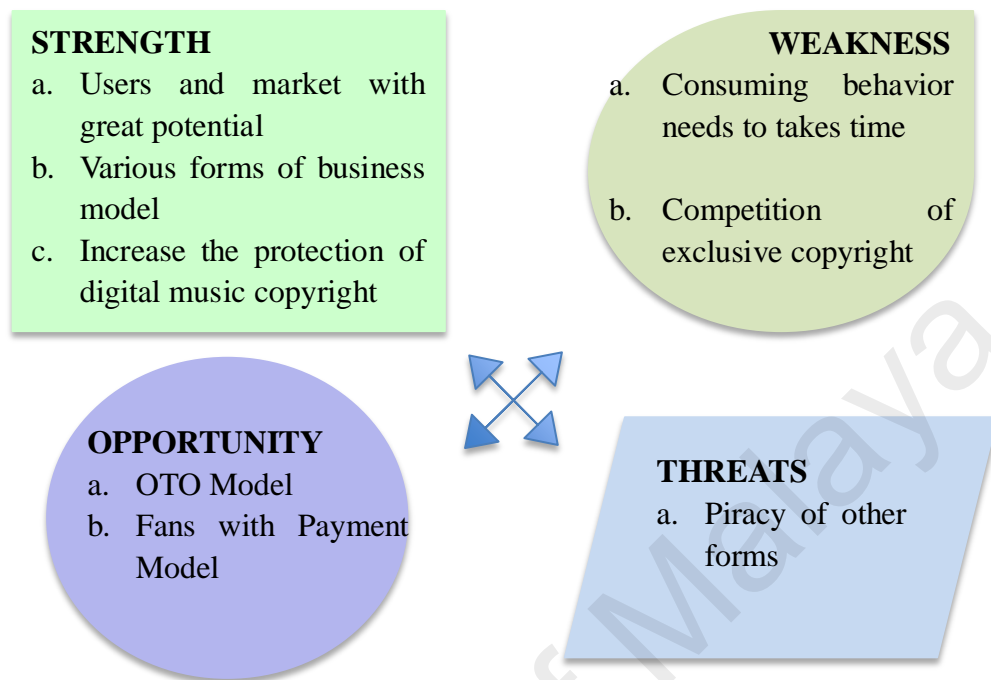 STRENGTH
a. Users and market with
great potential
b. Various forms of business
model
c. Increase the protection of
digital music copyright
WEAKNESS
a. Consuming behavior
needs to takes time
b. Competition of
exclusive copyright
OPPORTUNITY
a. OTO Model
b. Fans with Payment
Model
THREATS
a. Piracy of other
forms
of Malaya